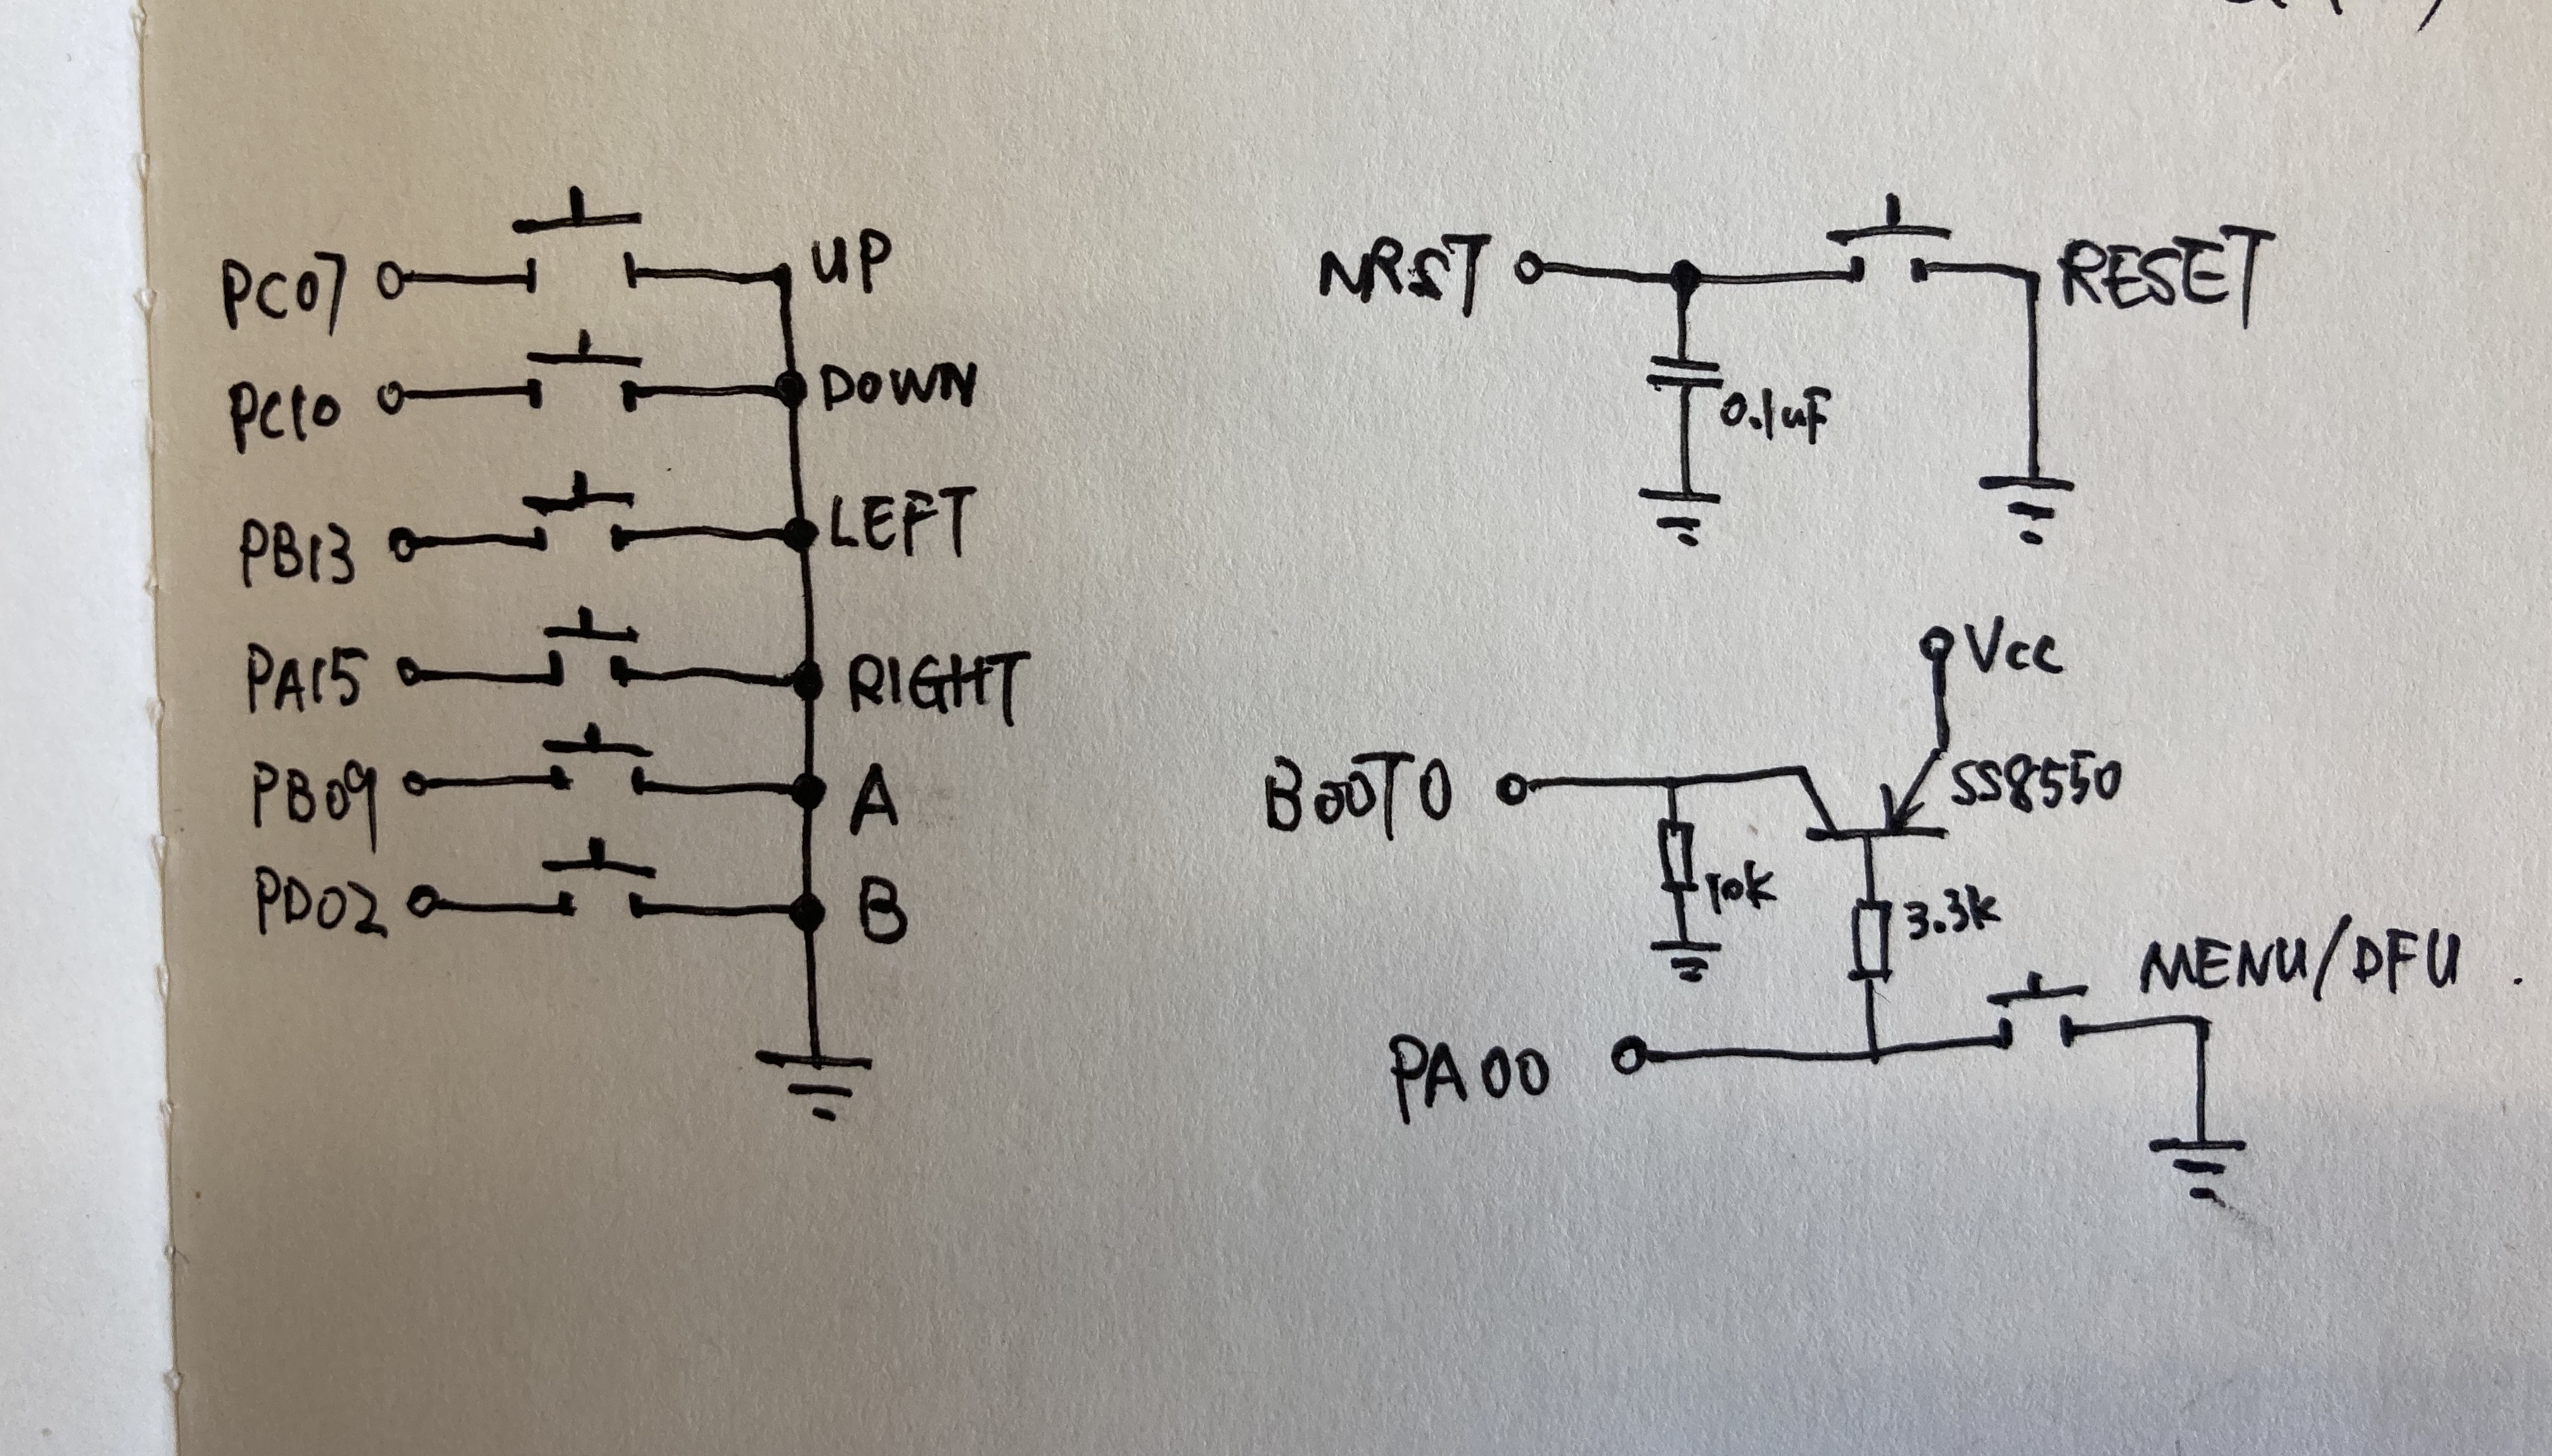 PC07 UP
PC10 DOWN
PB13 LEFT
PA15 RIGHT
PB09 A
PD02 B
NRST RESET
0.1uF
Vcc
BOOT0 SS8550
10K 3.3K
MENU/DFU
PA00